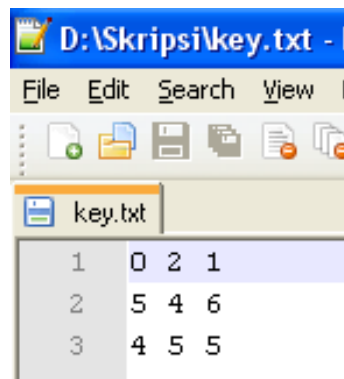 D:\Skripsi\key.txt -
File Edit Search View
key.txt
1 0 2 1
2 5 4 6
3 4 5 5